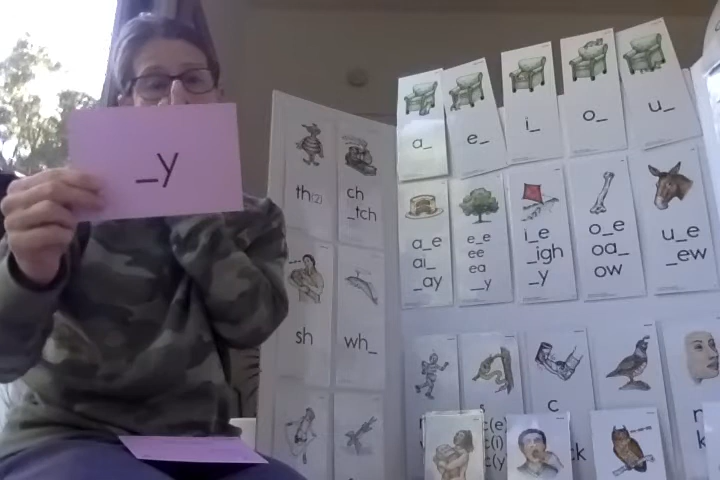 _y
th(2)
ch
_tch
sh
wh_
a_
e_
i_
o_
u_
a_e
ai_
_ay
e_e
ee
ea
_y
i_e
_igh
_y
o_e
oa_
ow
u_e
_ew
s
c(e)
c(i)
c(y
c
k